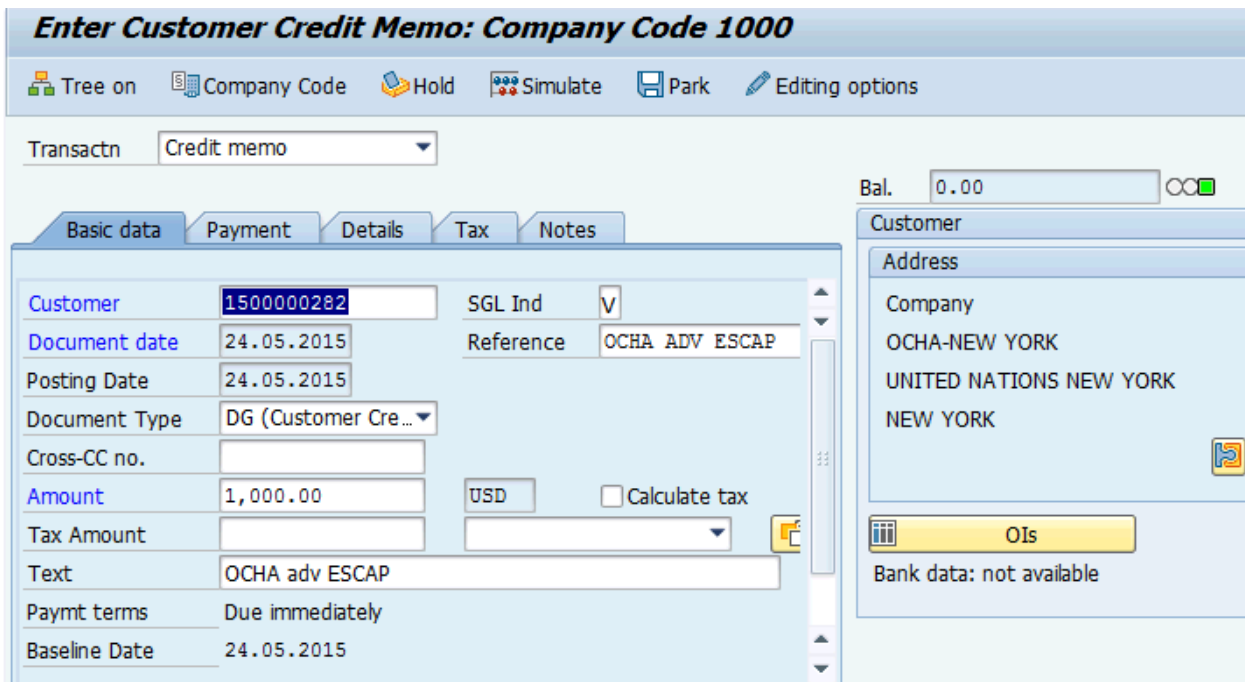 Enter Customer Credit Memo: Company Code 1000
Tree on Company Code Hold Simulate Park Editing options
Transactn Credit memo
Bal. 0.00
Basic data Payment Details Tax Notes
Customer
Address
Customer 1500000282 SGL Ind V
Company
Document date 24.05.2015 Reference OCHA ADV ESCAP
OCHA-NEW YORK
Posting Date 24.05.2015
UNITED NATIONS NEW YORK
Document Type DG (Customer Cre...
NEW YORK
Cross-CC no.
Amount 1,000.00 USD Calculate tax
Tax Amount
OIs
Text OCHA adv ESCAP
Bank data: not available
Paymt terms Due immediately
Baseline Date 24.05.2015